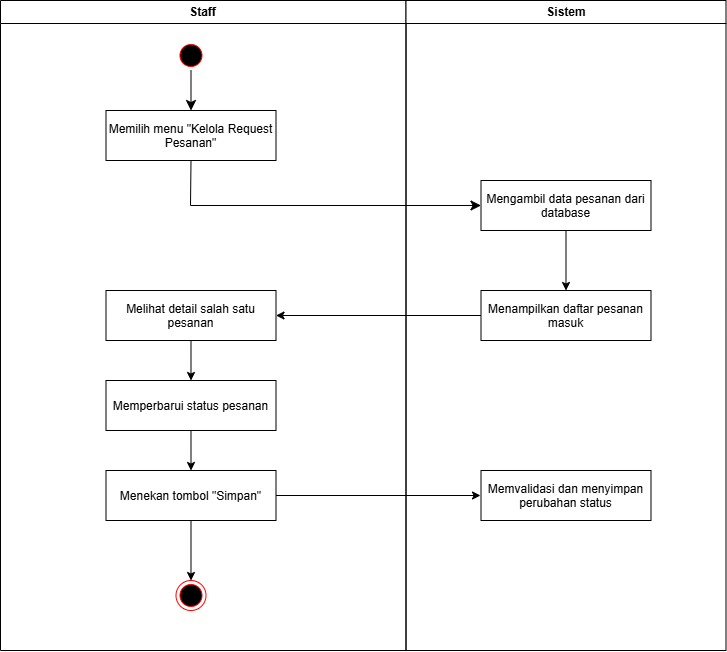 Staff
Sistem
Memilih menu "Kelola Request
Pesanan"
Mengambil data pesanan dari
database
Melihat detail salah satu
pesanan
Menampilkan daftar pesanan
masuk
Memperbarui status pesanan
Menekan tombol "Simpan"
Memvalidasi dan menyimpan
perubahan status